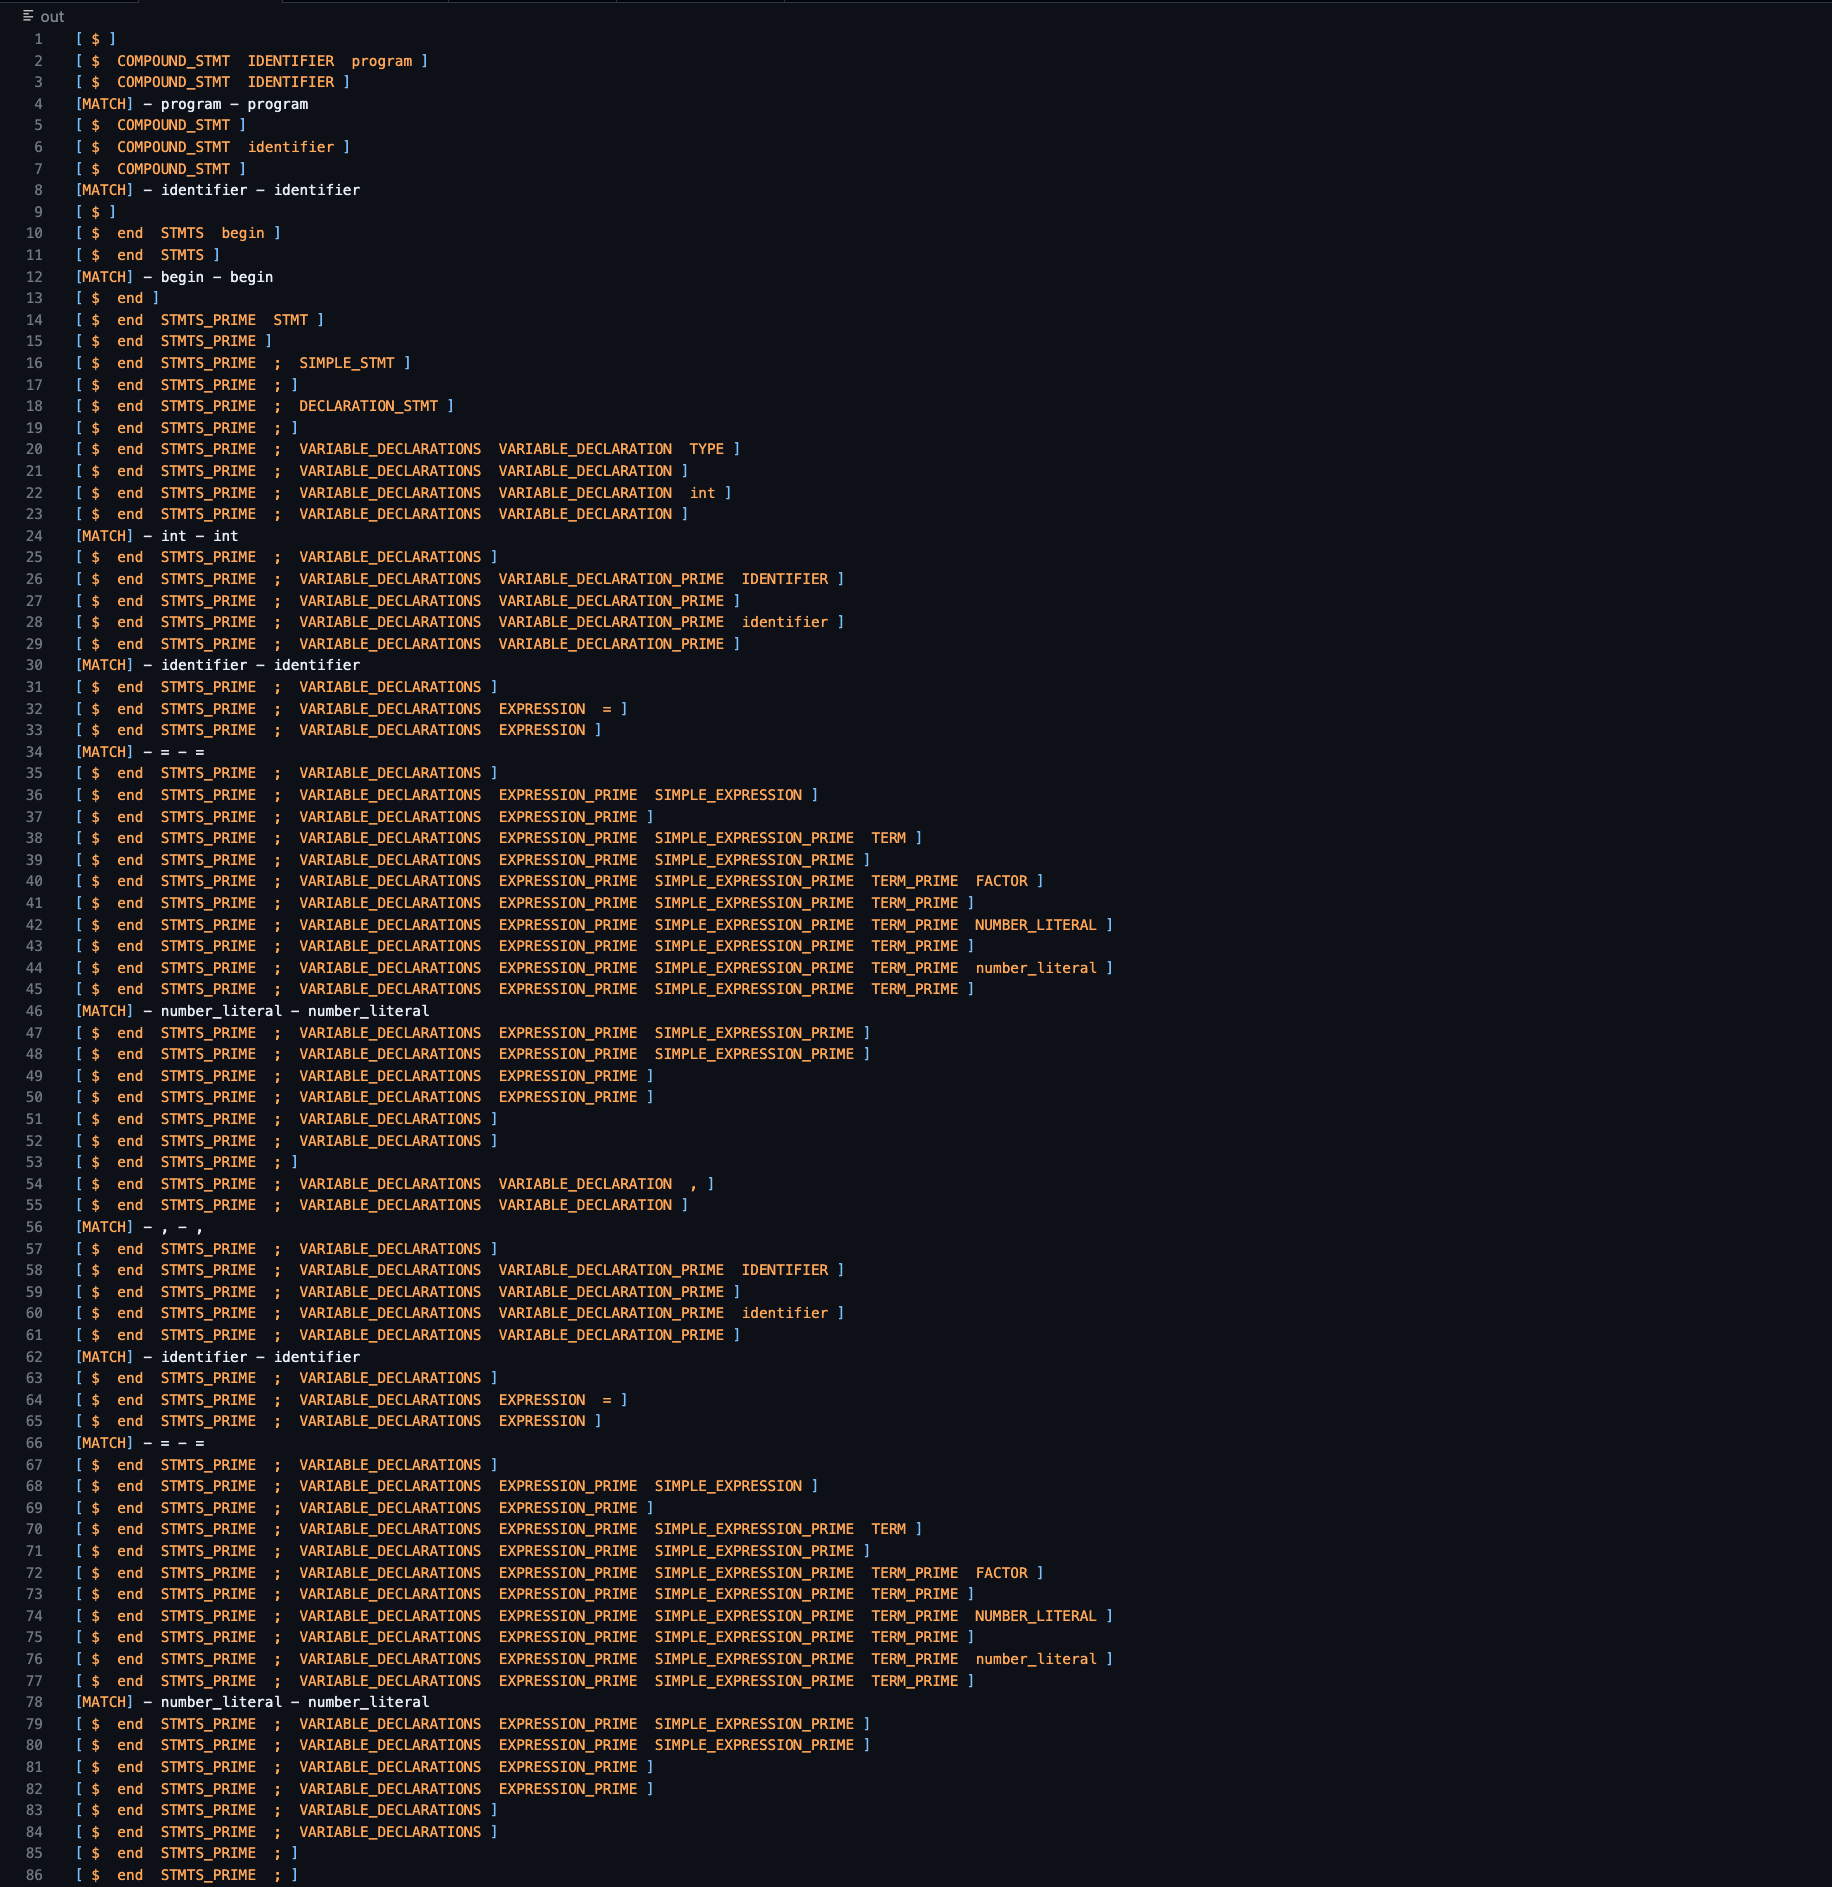 out
1 [ $ ]
2 [ $ COMPOUND_STMT IDENTIFIER program ]
3 [ $ COMPOUND_STMT IDENTIFIER ]
4 [MATCH] - program - program
5 [ $ COMPOUND_STMT ]
6 [ $ COMPOUND_STMT identifier ]
7 [ $ COMPOUND_STMT ]
8 [MATCH] - identifier - identifier
9 [ $ ]
10 [ $ end STMTS begin ]
11 [ $ end STMTS ]
12 [MATCH] - begin - begin
13 [ $ end ]
14 [ $ end STMTS_PRIME STMT ]
15 [ $ end STMTS_PRIME ]
16 [ $ end STMTS_PRIME ; SIMPLE_STMT ]
17 [ $ end STMTS_PRIME ; ]
18 [ $ end STMTS_PRIME ; DECLARATION_STMT ]
19 [ $ end STMTS_PRIME ; ]
20 [ $ end STMTS_PRIME ; VARIABLE_DECLARATIONS VARIABLE_DECLARATION TYPE ]
21 [ $ end STMTS_PRIME ; VARIABLE_DECLARATIONS VARIABLE_DECLARATION ]
22 [ $ end STMTS_PRIME ; VARIABLE_DECLARATIONS VARIABLE_DECLARATION int ]
23 [ $ end STMTS_PRIME ; VARIABLE_DECLARATIONS VARIABLE_DECLARATION ]
24 [MATCH] - int - int
25 [ $ end STMTS_PRIME ; VARIABLE_DECLARATIONS ]
26 [ $ end STMTS_PRIME ; VARIABLE_DECLARATIONS VARIABLE_DECLARATION_PRIME IDENTIFIER ]
27 [ $ end STMTS_PRIME ; VARIABLE_DECLARATIONS VARIABLE_DECLARATION_PRIME ]
28 [ $ end STMTS_PRIME ; VARIABLE_DECLARATIONS VARIABLE_DECLARATION_PRIME identifier ]
29 [ $ end STMTS_PRIME ; VARIABLE_DECLARATIONS VARIABLE_DECLARATION_PRIME ]
30 [MATCH] - identifier - identifier
31 [ $ end STMTS_PRIME ; VARIABLE_DECLARATIONS ]
32 [ $ end STMTS_PRIME ; VARIABLE_DECLARATIONS EXPRESSION = ]
33 [ $ end STMTS_PRIME ; VARIABLE_DECLARATIONS EXPRESSION ]
34 [MATCH] - = - =
35 [ $ end STMTS_PRIME ; VARIABLE_DECLARATIONS ]
36 [ $ end STMTS_PRIME ; VARIABLE_DECLARATIONS EXPRESSION_PRIME SIMPLE_EXPRESSION ]
37 [ $ end STMTS_PRIME ; VARIABLE_DECLARATIONS EXPRESSION_PRIME ]
38 [ $ end STMTS_PRIME ; VARIABLE_DECLARATIONS EXPRESSION_PRIME SIMPLE_EXPRESSION_PRIME TERM ]
39 [ $ end STMTS_PRIME ; VARIABLE_DECLARATIONS EXPRESSION_PRIME SIMPLE_EXPRESSION_PRIME ]
40 [ $ end STMTS_PRIME ; VARIABLE_DECLARATIONS EXPRESSION_PRIME SIMPLE_EXPRESSION_PRIME TERM_PRIME FACTOR ]
41 [ $ end STMTS_PRIME ; VARIABLE_DECLARATIONS EXPRESSION_PRIME SIMPLE_EXPRESSION_PRIME TERM_PRIME ]
42 [ $ end STMTS_PRIME ; VARIABLE_DECLARATIONS EXPRESSION_PRIME SIMPLE_EXPRESSION_PRIME TERM_PRIME NUMBER_LITERAL ]
43 [ $ end STMTS_PRIME ; VARIABLE_DECLARATIONS EXPRESSION_PRIME SIMPLE_EXPRESSION_PRIME TERM_PRIME ]
44 [ $ end STMTS_PRIME ; VARIABLE_DECLARATIONS EXPRESSION_PRIME SIMPLE_EXPRESSION_PRIME TERM_PRIME number_literal ]
45 [ $ end STMTS_PRIME ; VARIABLE_DECLARATIONS EXPRESSION_PRIME SIMPLE_EXPRESSION_PRIME TERM_PRIME ]
46 [MATCH] - number_literal - number_literal
47 [ $ end STMTS_PRIME ; VARIABLE_DECLARATIONS EXPRESSION_PRIME SIMPLE_EXPRESSION_PRIME ]
48 [ $ end STMTS_PRIME ; VARIABLE_DECLARATIONS EXPRESSION_PRIME SIMPLE_EXPRESSION_PRIME ]
49 [ $ end STMTS_PRIME ; VARIABLE_DECLARATIONS EXPRESSION_PRIME ]
50 [ $ end STMTS_PRIME ; VARIABLE_DECLARATIONS EXPRESSION_PRIME ]
51 [ $ end STMTS_PRIME ; VARIABLE_DECLARATIONS ]
52 [ $ end STMTS_PRIME ; VARIABLE_DECLARATIONS ]
53 [ $ end STMTS_PRIME ; ]
54 [ $ end STMTS_PRIME ; VARIABLE_DECLARATIONS VARIABLE_DECLARATION , ]
55 [ $ end STMTS_PRIME ; VARIABLE_DECLARATIONS VARIABLE_DECLARATION ]
56 [MATCH] - , - ,
57 [ $ end STMTS_PRIME ; VARIABLE_DECLARATIONS ]
58 [ $ end STMTS_PRIME ; VARIABLE_DECLARATIONS VARIABLE_DECLARATION_PRIME IDENTIFIER ]
59 [ $ end STMTS_PRIME ; VARIABLE_DECLARATIONS VARIABLE_DECLARATION_PRIME ]
60 [ $ end STMTS_PRIME ; VARIABLE_DECLARATIONS VARIABLE_DECLARATION_PRIME identifier ]
61 [ $ end STMTS_PRIME ; VARIABLE_DECLARATIONS VARIABLE_DECLARATION_PRIME ]
62 [MATCH] - identifier - identifier
63 [ $ end STMTS_PRIME ; VARIABLE_DECLARATIONS ]
64 [ $ end STMTS_PRIME ; VARIABLE_DECLARATIONS EXPRESSION = ]
65 [ $ end STMTS_PRIME ; VARIABLE_DECLARATIONS EXPRESSION ]
66 [MATCH] - = - =
67 [ $ end STMTS_PRIME ; VARIABLE_DECLARATIONS ]
68 [ $ end STMTS_PRIME ; VARIABLE_DECLARATIONS EXPRESSION_PRIME SIMPLE_EXPRESSION ]
69 [ $ end STMTS_PRIME ; VARIABLE_DECLARATIONS EXPRESSION_PRIME ]
70 [ $ end STMTS_PRIME ; VARIABLE_DECLARATIONS EXPRESSION_PRIME SIMPLE_EXPRESSION_PRIME TERM ]
71 [ $ end STMTS_PRIME ; VARIABLE_DECLARATIONS EXPRESSION_PRIME SIMPLE_EXPRESSION_PRIME ]
72 [ $ end STMTS_PRIME ; VARIABLE_DECLARATIONS EXPRESSION_PRIME SIMPLE_EXPRESSION_PRIME TERM_PRIME FACTOR ]
73 [ $ end STMTS_PRIME ; VARIABLE_DECLARATIONS EXPRESSION_PRIME SIMPLE_EXPRESSION_PRIME TERM_PRIME ]
74 [ $ end STMTS_PRIME ; VARIABLE_DECLARATIONS EXPRESSION_PRIME SIMPLE_EXPRESSION_PRIME TERM_PRIME NUMBER_LITERAL ]
75 [ $ end STMTS_PRIME ; VARIABLE_DECLARATIONS EXPRESSION_PRIME SIMPLE_EXPRESSION_PRIME TERM_PRIME ]
76 [ $ end STMTS_PRIME ; VARIABLE_DECLARATIONS EXPRESSION_PRIME SIMPLE_EXPRESSION_PRIME TERM_PRIME number_literal ]
77 [ $ end STMTS_PRIME ; VARIABLE_DECLARATIONS EXPRESSION_PRIME SIMPLE_EXPRESSION_PRIME TERM_PRIME ]
78 [MATCH] - number_literal - number_literal
79 [ $ end STMTS_PRIME ; VARIABLE_DECLARATIONS EXPRESSION_PRIME SIMPLE_EXPRESSION_PRIME ]
80 [ $ end STMTS_PRIME ; VARIABLE_DECLARATIONS EXPRESSION_PRIME SIMPLE_EXPRESSION_PRIME ]
81 [ $ end STMTS_PRIME ; VARIABLE_DECLARATIONS EXPRESSION_PRIME ]
82 [ $ end STMTS_PRIME ; VARIABLE_DECLARATIONS EXPRESSION_PRIME ]
83 [ $ end STMTS_PRIME ; VARIABLE_DECLARATIONS ]
84 [ $ end STMTS_PRIME ; VARIABLE_DECLARATIONS ]
85 [ $ end STMTS_PRIME ; ]
86 [ $ end STMTS_PRIME ; ]